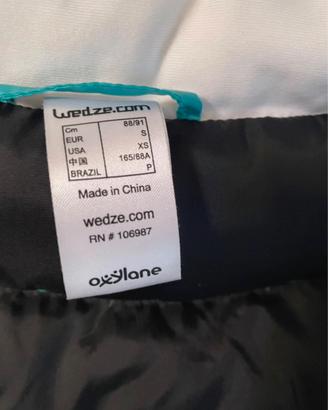 wedze.com
Cm 88/91
EUR S
USA XS
中国 165/88A
BRAZIL P
Made in China
wedze.com
RN # 106987
oxylane